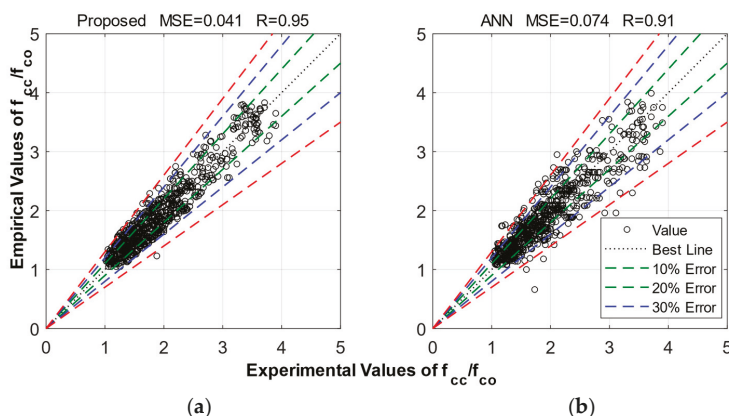 Proposed MSE=0.041 R=0.95
ANN MSE=0.074 R=0.91
Empirical Values of fcc/fco
5
4
3
2
1
0
0 1 2 3 4 5
5
4
3
2
1
0
0 1 2 3 4 5
Value
Best Line
10% Error
20% Error
30% Error
Experimental Values of fcc/fco
(a)
(b)